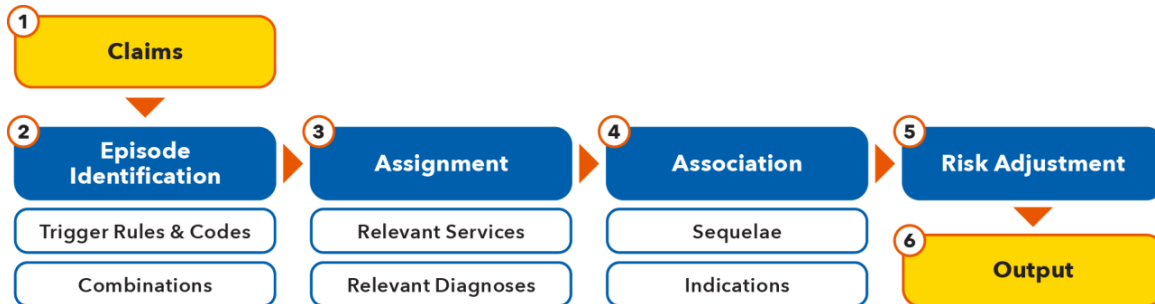 1
Claims
2
Episode
Identification
Trigger Rules & Codes
Combinations
3
Assignment
Relevant Services
Relevant Diagnoses
4
Association
Sequelae
Indications
5
Risk Adjustment
6
Output